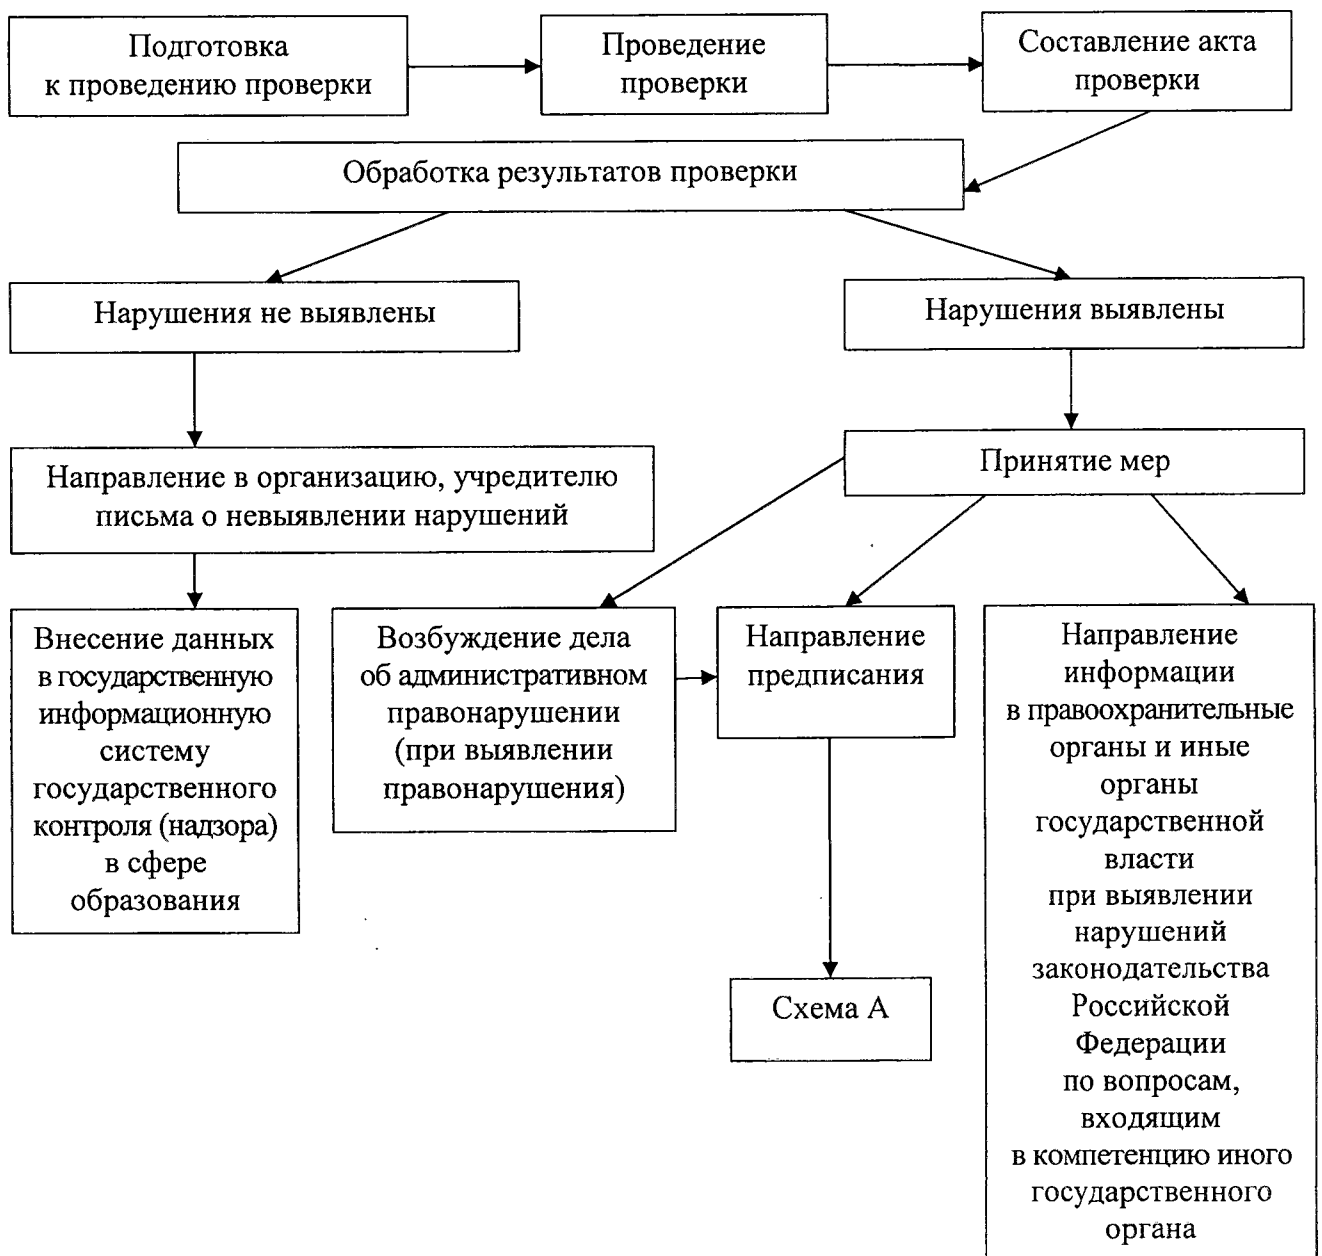 Подготовка
к проведению проверки
Проведение
проверки
Составление акта
проверки
Обработка результатов проверки
Нарушения не выявлены
Нарушения выявлены
Направление в организацию, учредителю
письма о невыявлении нарушений
Принятие мер
Внесение данных
в государственную
информационную
систему
государственного
контроля (надзора)
в сфере
образования
Возбуждение дела
об административном
правонарушении
(при выявлении
правонарушения)
Направление
предписания
Направление
информации
в правоохранительные
органы и иные
органы
государственной
власти
при выявлении
нарушений
законодательства
Российской
Федерации
по вопросам,
входящим
в компетенцию иного
государственного
органа
Схема А